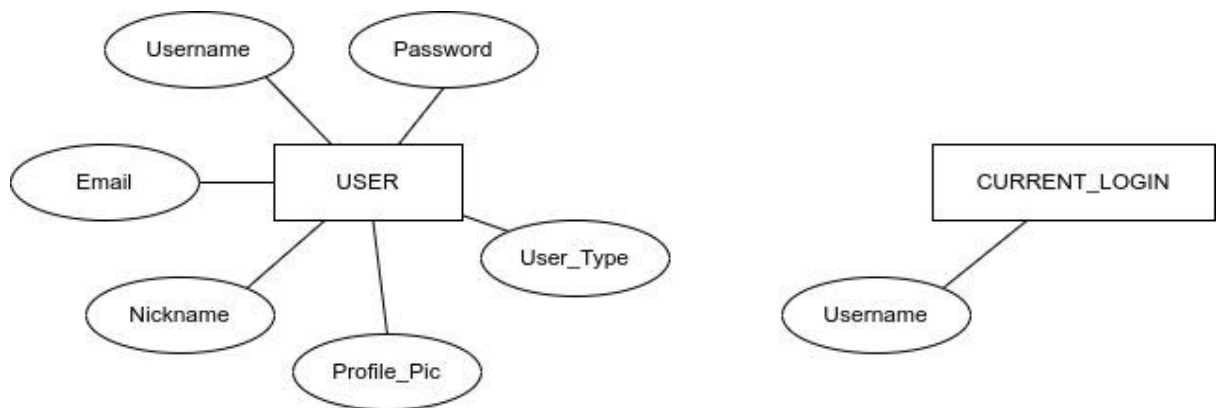 Username
Password
Email
USER
CURRENT_LOGIN
User_Type
Nickname
Username
Profile_Pic